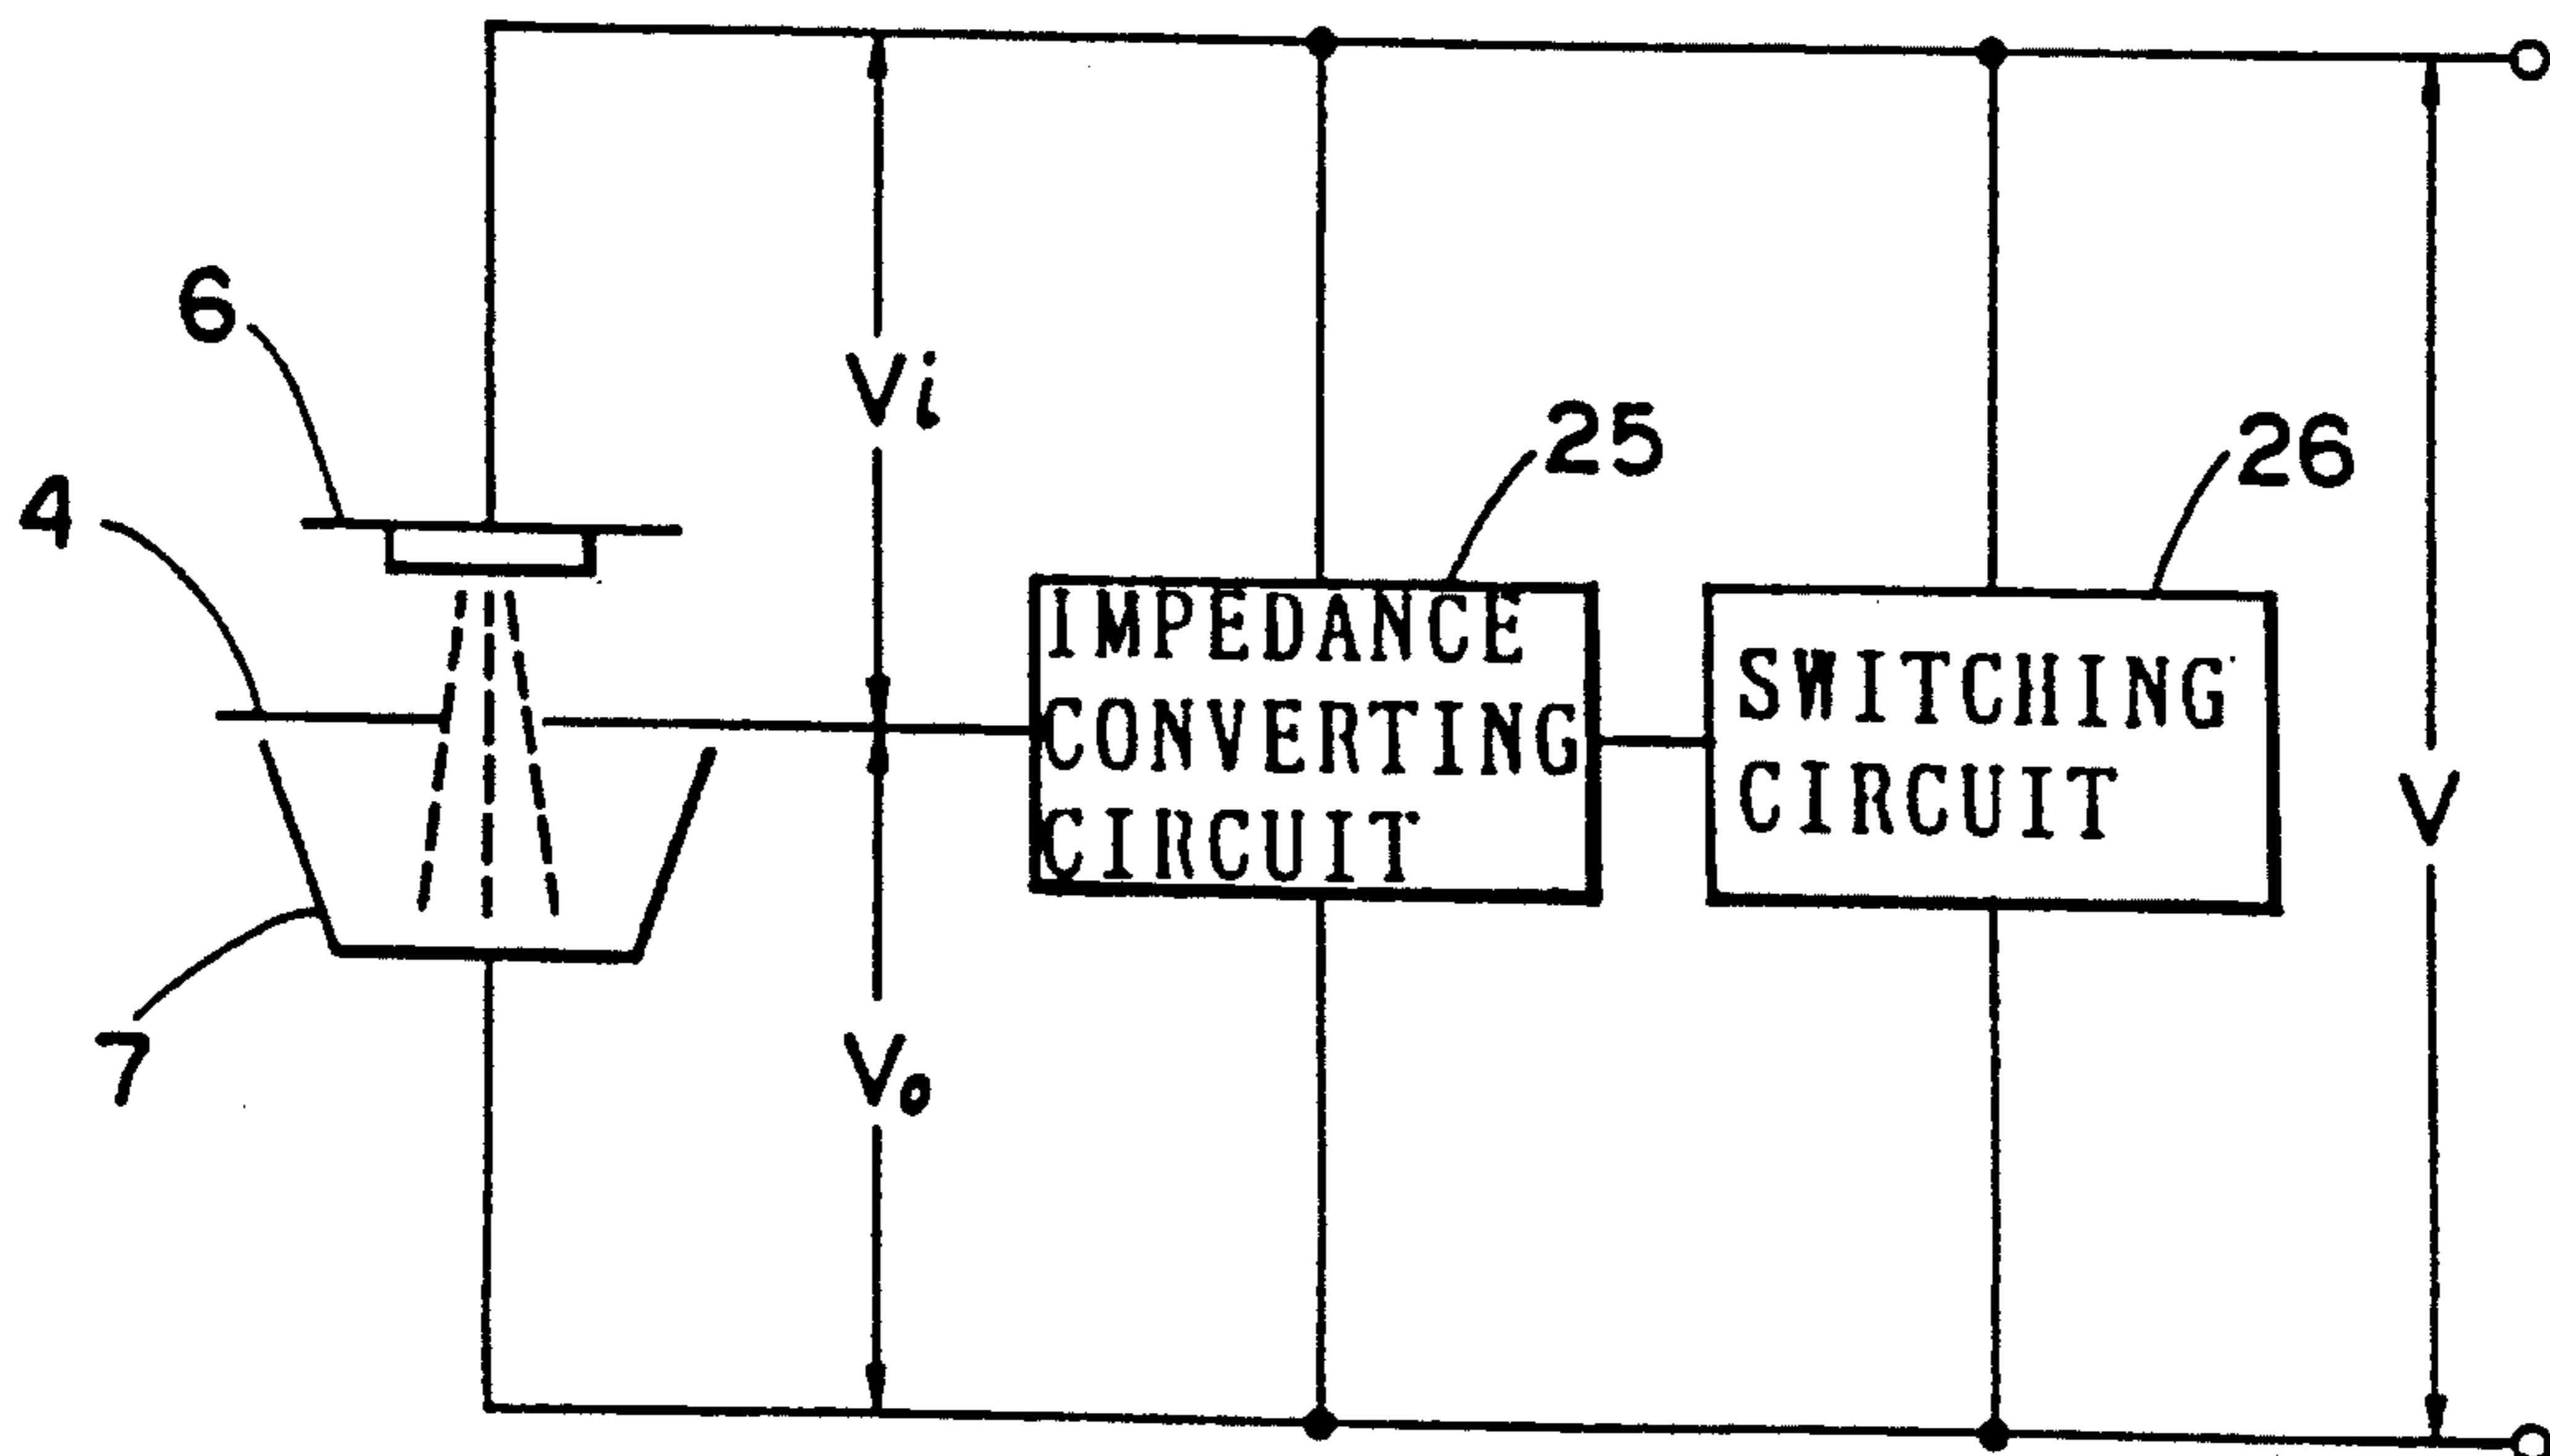 6
Vi
25
26
4
IMPEDANCE
CONVERTING
CIRCUIT
SWITCHING
CIRCUIT
V
7
Vo